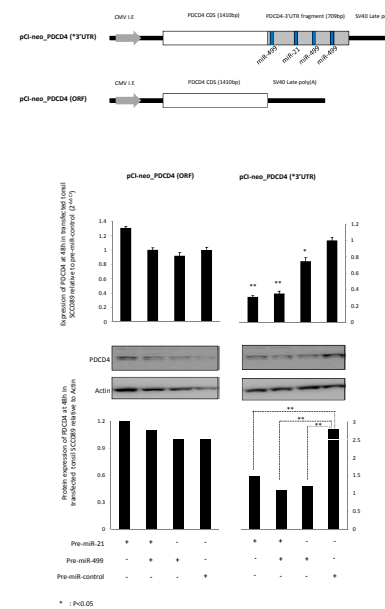 CMV I.E
PDCD4 CDS (1410bp)
PDCD4-3'UTR fragment (709bp)
SV40 Late p
pCI-neo_PDCD4 (*3'UTR)
miR-499
miR-21
miR-499
miR-499
CMV I.E
PDCD4 CDS (1410bp)
SV40 Late poly(A)
pCI-neo_PDCD4 (ORF)
pCI-neo_PDCD4 (ORF)
pCI-neo_PDCD4 (*3'UTR)
Expression of PDCD4 at 48h in transfected tonsil
SCC089 relative to pre-miR-control
1.4
1.2
1
0.8
0.6
0.4
0.2
0
** ** *
1.2
1
0.8
0.6
0.4
0.2
0
PDCD4
Actin
Protein expression of PDCD4 at 48h in
transfected tonsil SCC089 relative to Actin
1.2
0.9
0.6
0.3
0
**
**
**
3
2.5
2
1.5
1
0.5
0
Pre-miR-21 + + - - + + - -
Pre-miR-499 - + + - - + + -
Pre-miR-control - - - + - - - +
* : P<0.05